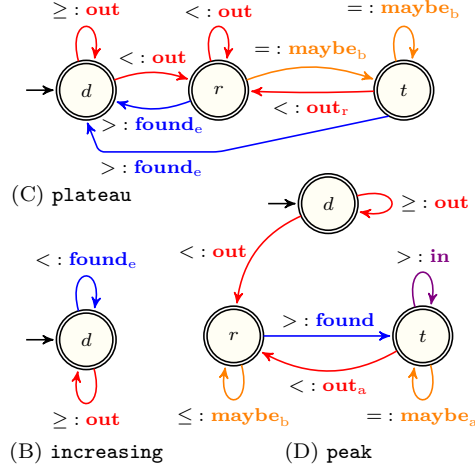 ≥ : out
< : out
= : maybe_b
< : out
= : maybe_b
d
r
t
< : out_r
> : found_e
> : found_e
(C) plateau
d
≥ : out
< : out
> : in
< : found_e
r
> : found
t
d
< : out_a
≥ : out
≤ : maybe_b
= : maybe_a
(B) increasing
(D) peak